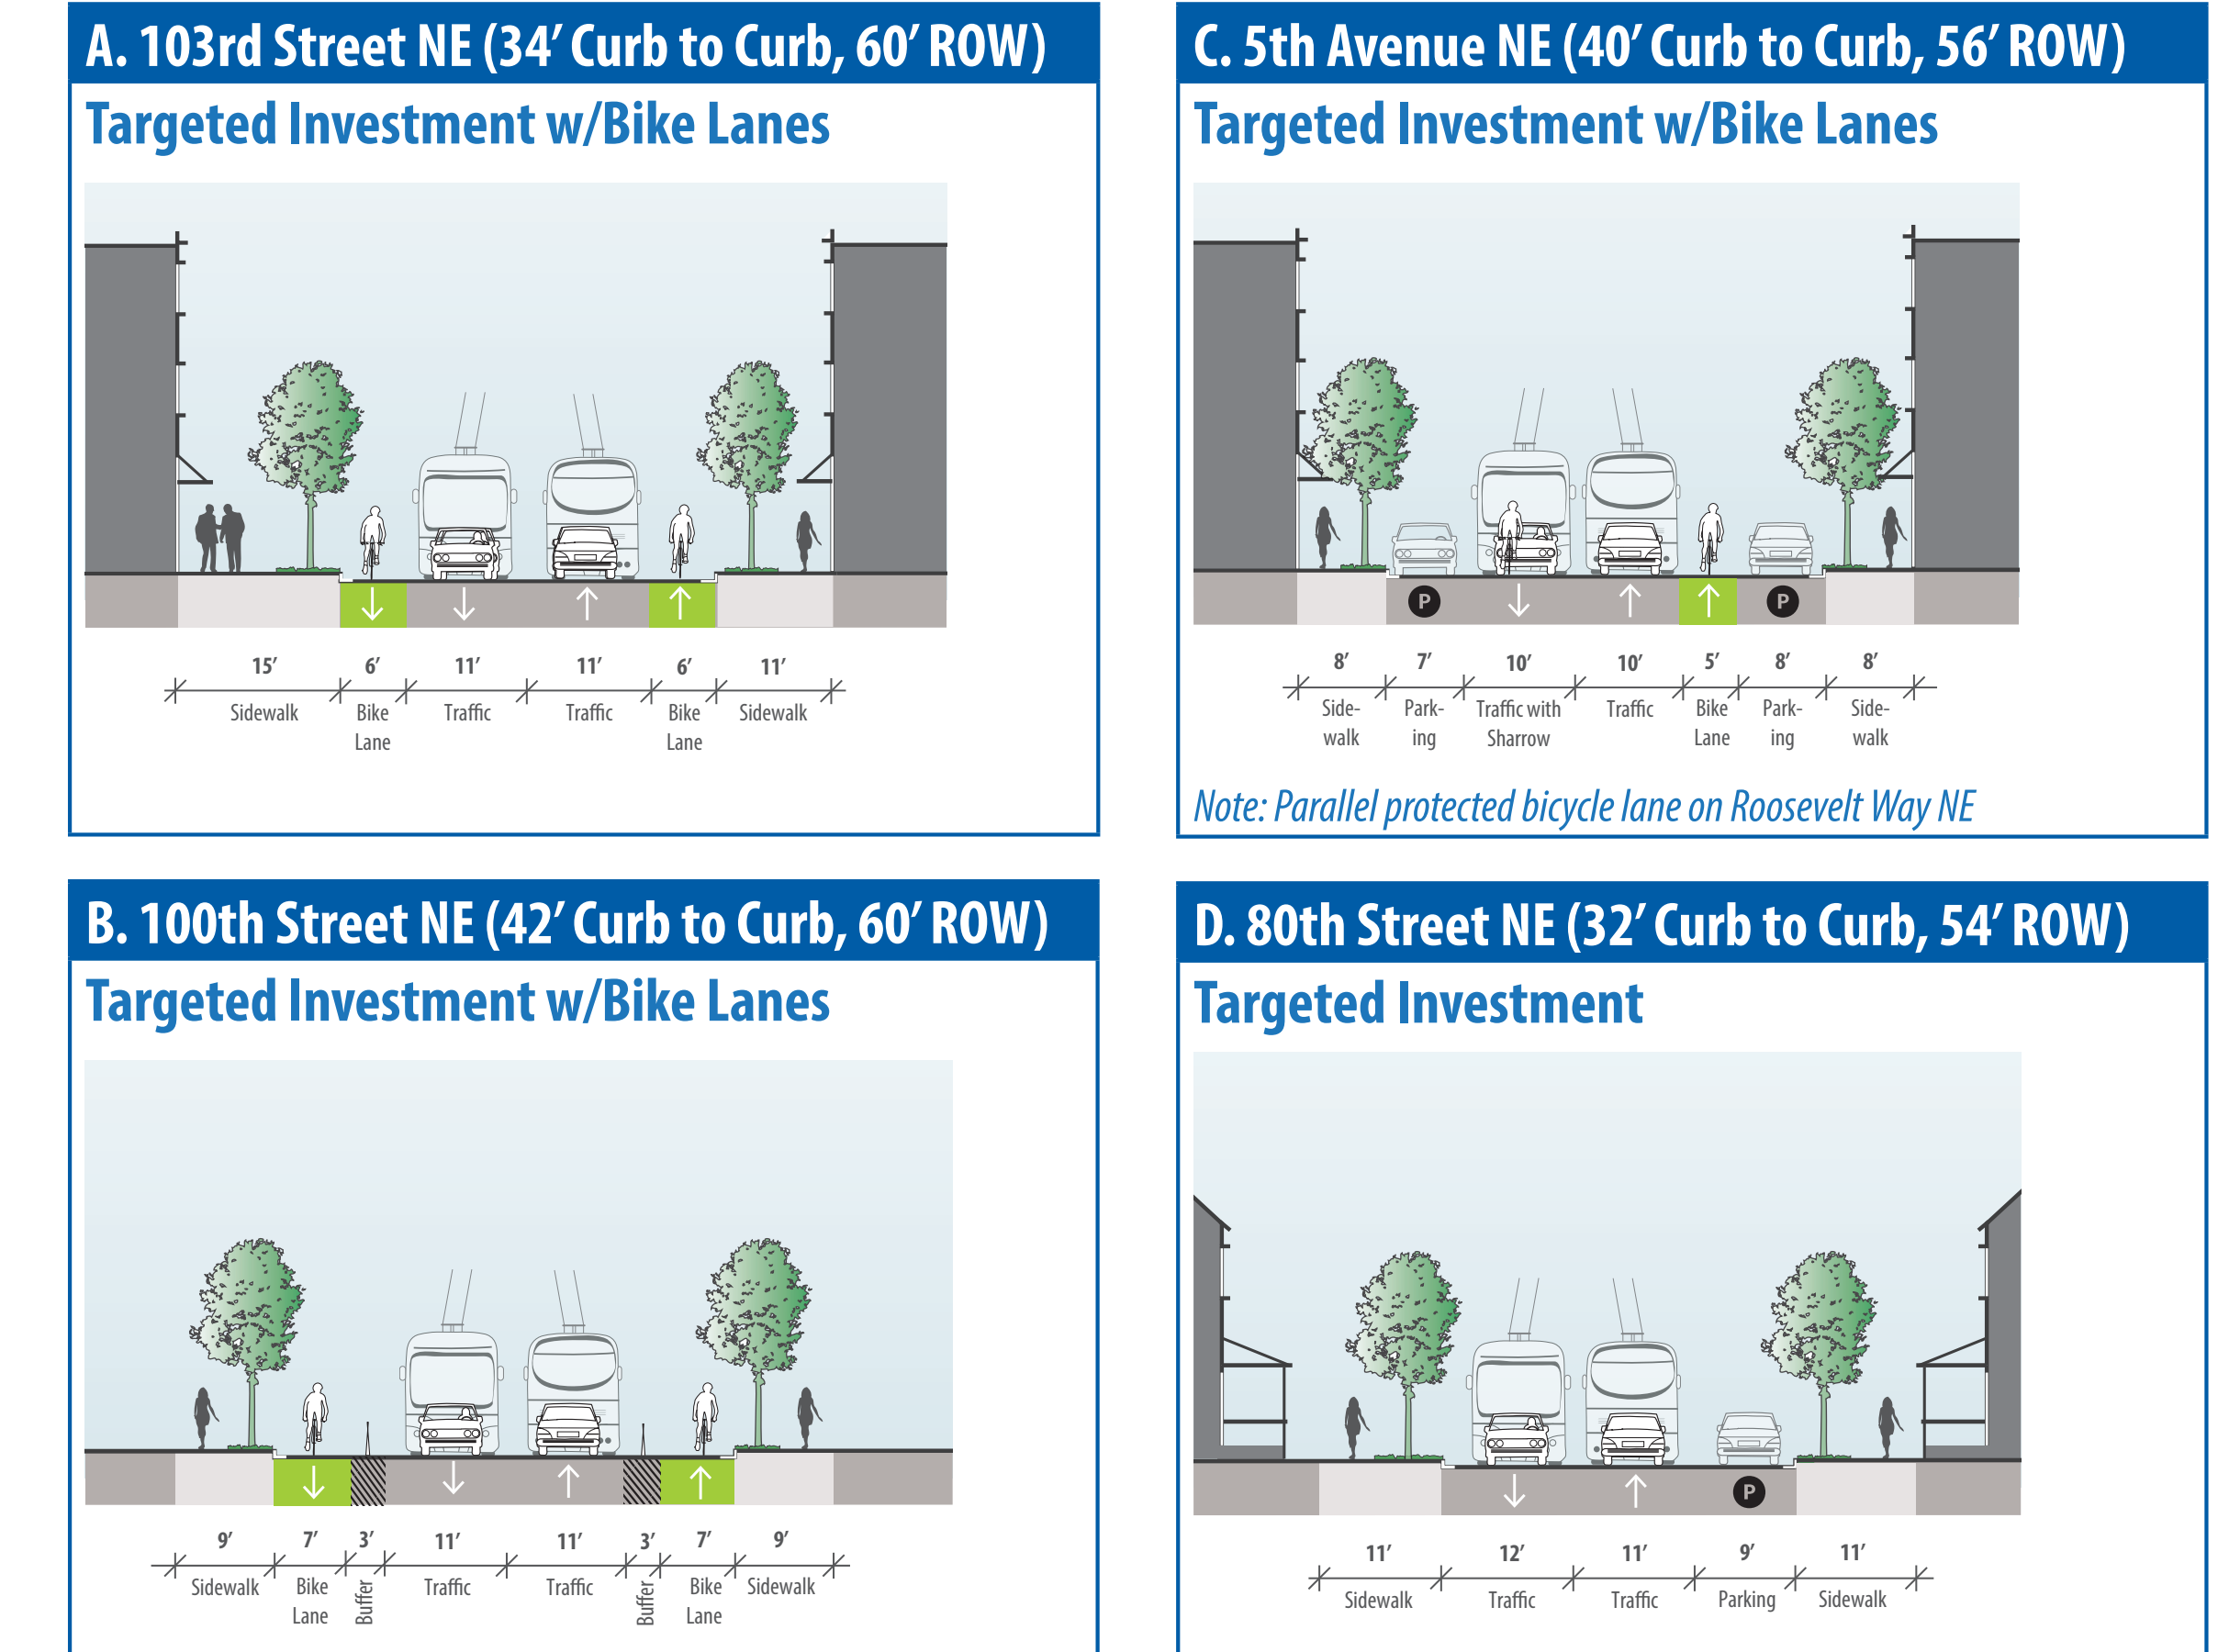 A. 103rd Street NE (34’ Curb to Curb, 60’ ROW)
Targeted Investment w/Bike Lanes
15’ 6’ 11’ 11’ 6’ 11’
Sidewalk Bike Traffic Traffic Bike Sidewalk
Lane Lane
B. 100th Street NE (42’ Curb to Curb, 60’ ROW)
Targeted Investment w/Bike Lanes
9’ 7’ 3’ 11’ 11’ 3’ 7’ 9’
Sidewalk Bike Buffer Traffic Traffic Buffer Bike Sidewalk
Lane Lane
C. 5th Avenue NE (40’ Curb to Curb, 56’ ROW)
Targeted Investment w/Bike Lanes
P P
8’ 7’ 10’ 10’ 5’ 8’ 8’
Side- Park- Traffic with Traffic Bike Park- Side-
walk ing Sharrow Lane ing walk
Note: Parallel protected bicycle lane on Roosevelt Way NE
D. 80th Street NE (32’ Curb to Curb, 54’ ROW)
Targeted Investment
P
11’ 12’ 11’ 9’ 11’
Sidewalk Traffic Traffic Parking Sidewalk